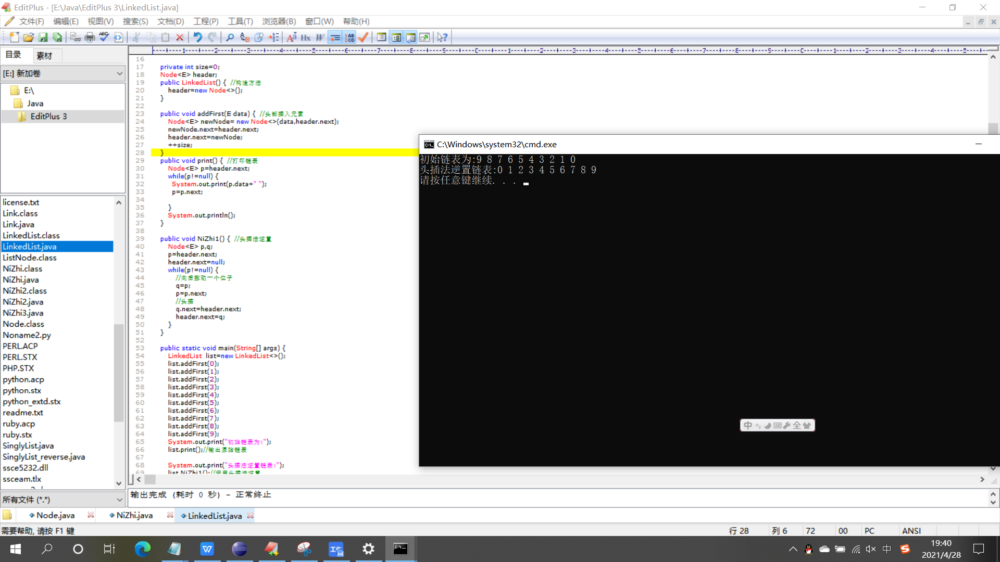 EditPlus - [E:\Java\EditPlus 3\LinkedList.java]
文件(F) 编辑(E) 视图(V) 搜索(S) 文档(D) 工程(P) 工具(T) 浏览器(B) 窗口(W) 帮助(H)
目录 素材
[E:] 新加卷
E:\
Java
EditPlus 3
license.txt
Link.class
Link.java
LinkedList.class
LinkedList.java
ListNode.class
NiZhi.class
NiZhi.java
NiZhi2.class
NiZhi2.java
NiZhi3.java
Node.class
Noname2.py
PERL.ACP
PERL.STX
PHP.STX
python.acp
python.stx
python_extd.stx
readme.txt
ruby.acp
ruby.stx
SinglyList.java
SinglyList_reverse.java
ssce5232.dll
ssceam.tlx
所有文件 (*.*)
16
17 private int size=0;
18 Node<E> header;
19 public LinkedList() { //构造方法
20 header=new Node<>();
21 }
22
23 public void addFirst(E data) { //头部插入元素
24 Node<E> newNode= new Node<>(data,header.next);
25 newNode.next=header.next;
26 header.next=newNode;
27 ++size;
28 }
29 public void print() { //打印链表
30 Node<E> p=header.next;
31 while(p!=null) {
32 System.out.print(p.data+" ");
33 p=p.next;
34
35 }
36 System.out.println();
37 }
38
39 public void NiZhi1() { //头插法逆置
40 Node<E> p,q;
41 p=header.next;
42 header.next=null;
43 while(p!=null) {
44 //向后挪动一个位子
45 q=p;
46 p=p.next;
47 //头插
48 q.next=header.next;
49 header.next=q;
50 }
51 }
52
53 public static void main(String[] args) {
54 LinkedList list=new LinkedList<>();
55 list.addFirst(0);
56 list.addFirst(1);
57 list.addFirst(2);
58 list.addFirst(3);
59 list.addFirst(4);
60 list.addFirst(5);
61 list.addFirst(6);
62 list.addFirst(7);
63 list.addFirst(8);
64 list.addFirst(9);
65 System.out.print("初始链表为:");
66 list.print();//输出原始链表
67
68 System.out.print("头插法逆置链表:");
69 list.NiZhi1();//采用头插法逆置
C:\Windows\system32\cmd.exe
初始链表为:9 8 7 6 5 4 3 2 1 0
头插法逆置链表:0 1 2 3 4 5 6 7 8 9
请按任意键继续. . .
中 全
输出完成 (耗时 0 秒) - 正常终止
Node.java NiZhi.java LinkedList.java
需要帮助, 请按 F1 键 行 28 列 6 72 00 PC ANSI
中
19:40
2021/4/28